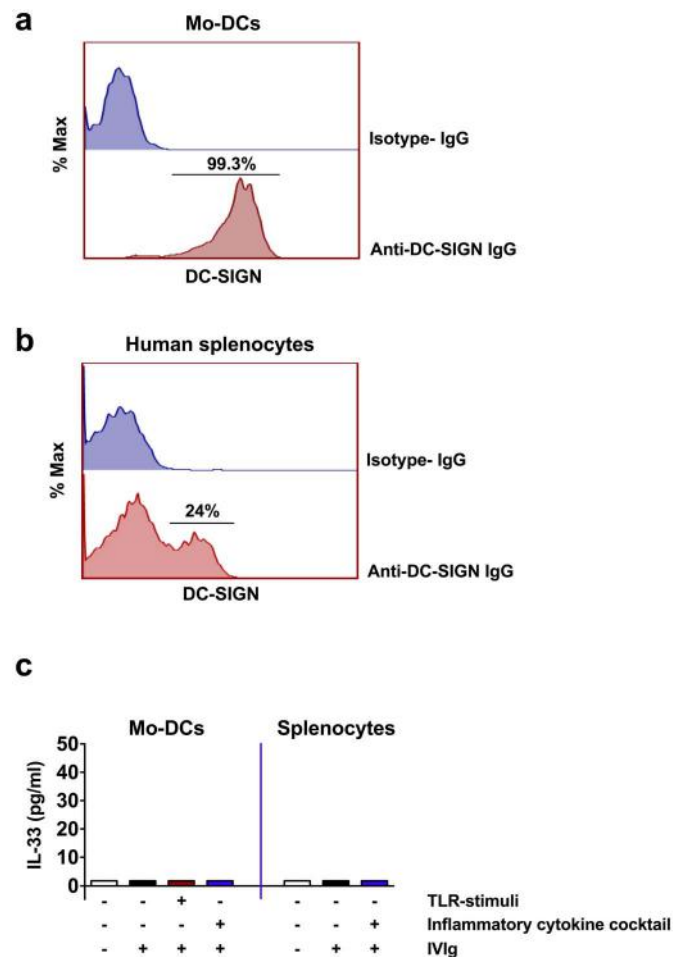 a
Mo-DCs
% Max
Isotype- IgG
99.3%
Anti-DC-SIGN IgG
DC-SIGN
b
Human splenocytes
% Max
Isotype- IgG
24%
Anti-DC-SIGN IgG
DC-SIGN
c
Mo-DCs Splenocytes
IL-33 (pg/ml)
50
40
30
20
10
0
- - + - - - - TLR-stimuli
- - - + - - + Inflammatory cytokine cocktail
- + + + - + + IVIg